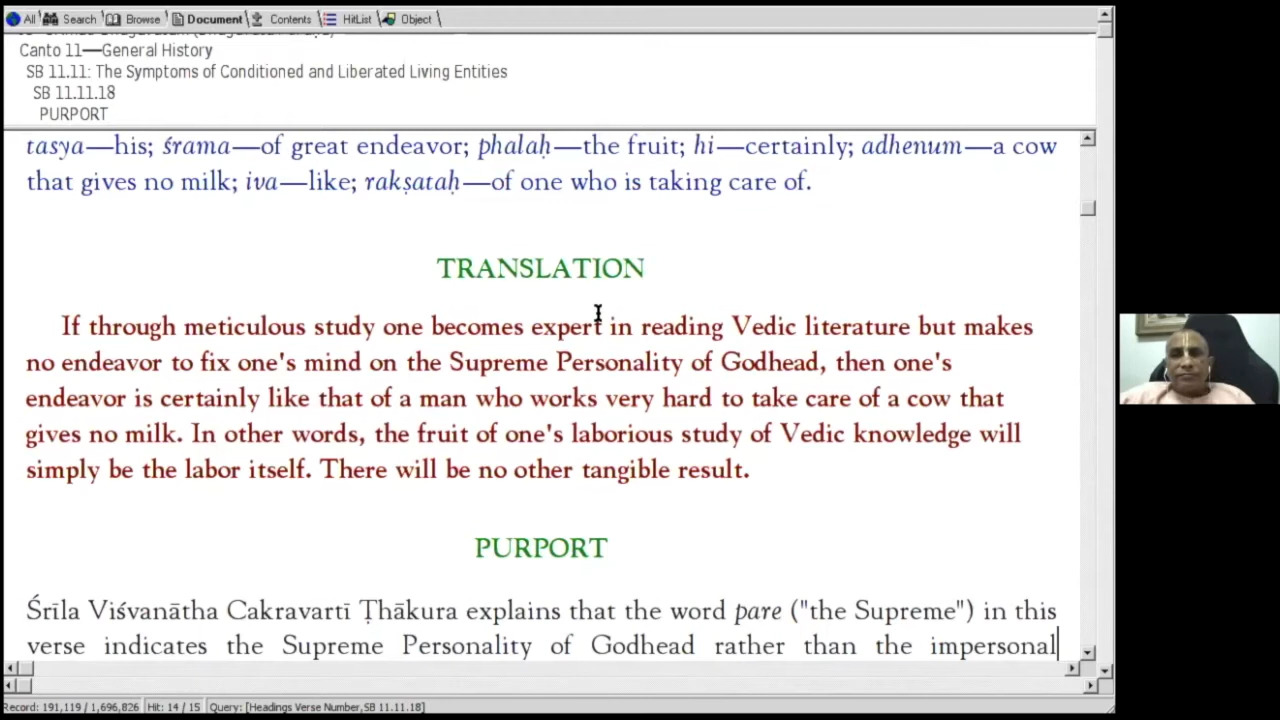 All Search Browse Document Contents HitList Object
Canto 11—General History
SB 11.11: The Symptoms of Conditioned and Liberated Living Entities
SB 11.11.18
PURPORT
tasya—his; śrama—of great endeavor; phalaḥ—the fruit; hi—certainly; adhenum—a cow
that gives no milk; iva—like; rakṣataḥ—of one who is taking care of.
TRANSLATION
If through meticulous study one becomes expert in reading Vedic literature but makes
no endeavor to fix one's mind on the Supreme Personality of Godhead, then one's
endeavor is certainly like that of a man who works very hard to take care of a cow that
gives no milk. In other words, the fruit of one's laborious study of Vedic knowledge will
simply be the labor itself. There will be no other tangible result.
PURPORT
Śrīla Viśvanātha Cakravartī Ṭhākura explains that the word pare ("the Supreme") in this
verse indicates the Supreme Personality of Godhead rather than the impersonal
Record: 191,119 / 1,696,826 Hit: 14 / 15 Query: [Headings Verse Number,SB 11.11.18]